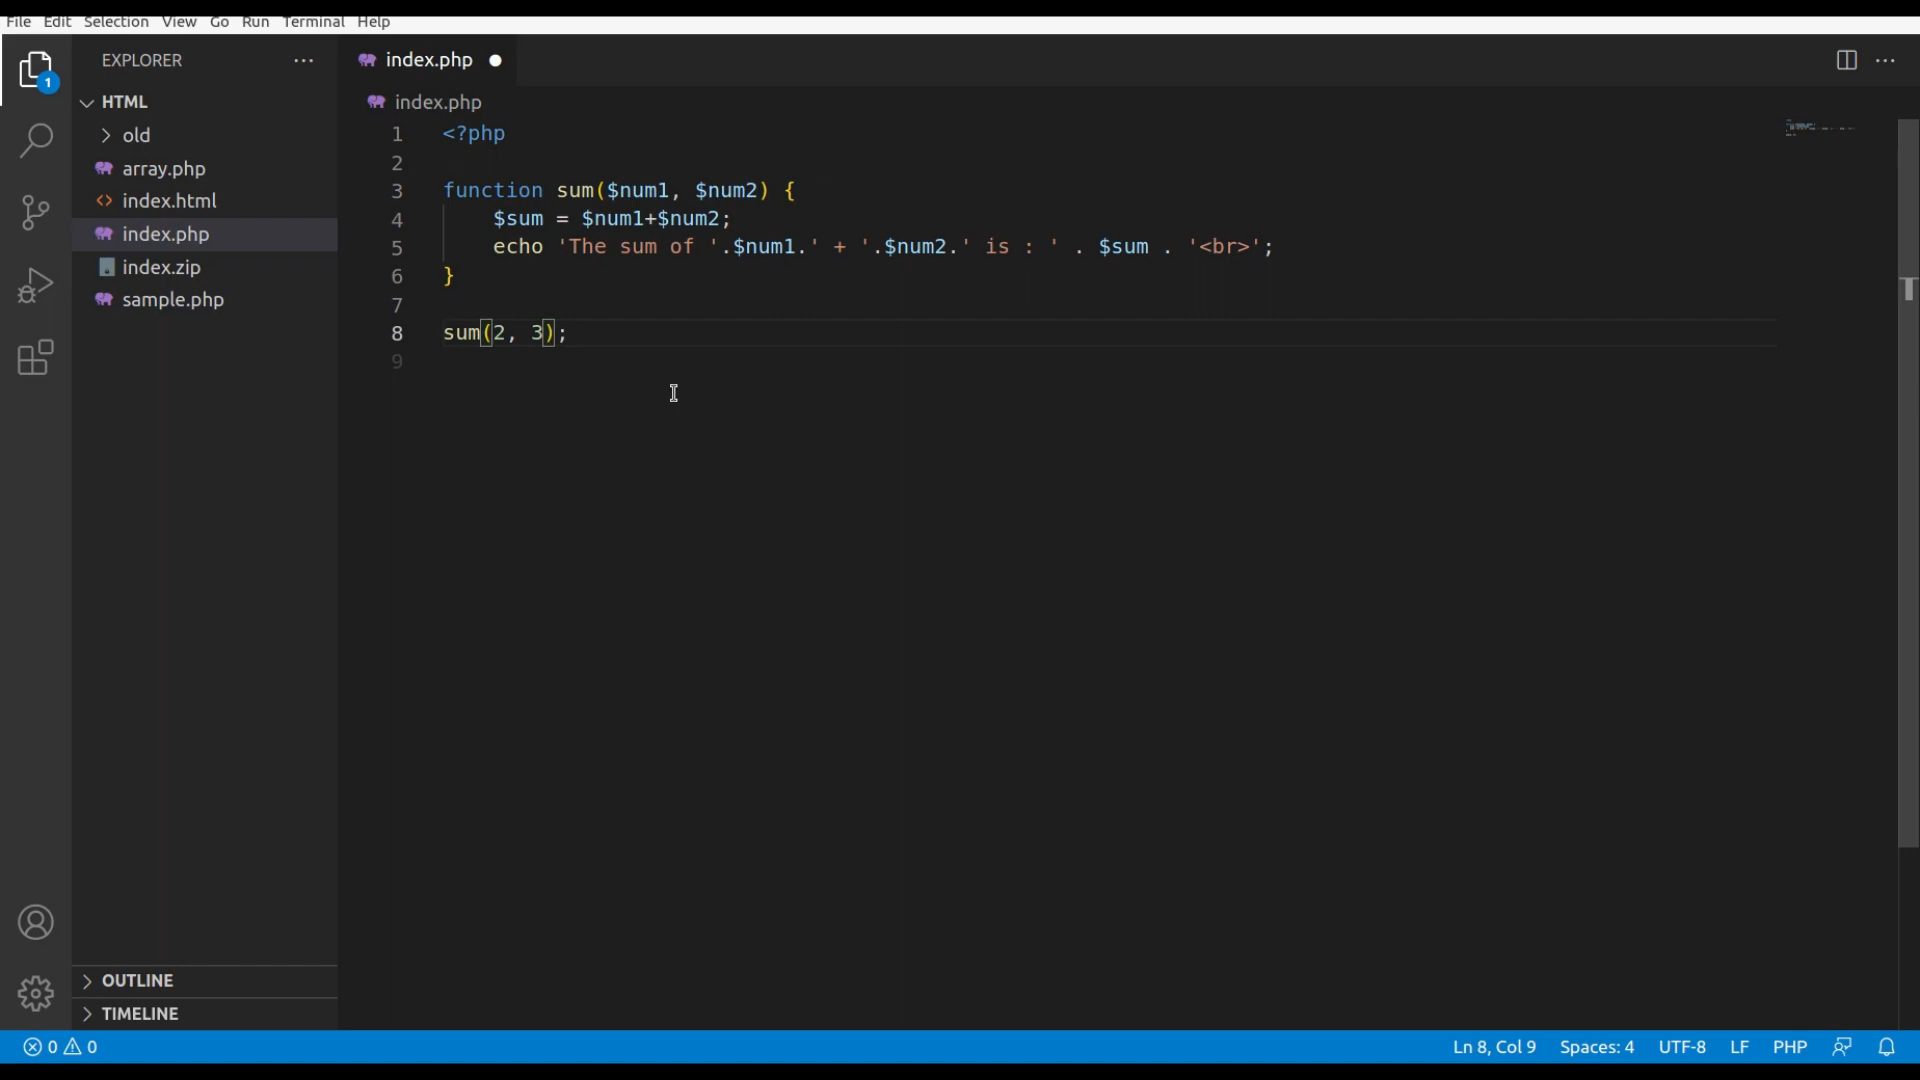 File Edit Selection View Go Run Terminal Help
EXPLORER
1
HTML
old
array.php
index.html
index.php
index.zip
sample.php
OUTLINE
TIMELINE
index.php
index.php
1 <?php
2
3 function sum($num1, $num2) {
4     $sum = $num1+$num2;
5     echo 'The sum of '.$num1.' + '.$num2.' is : ' . $sum . '<br>';
6 }
7
8 sum(2, 3);
9
0 0 Ln 8, Col 9 Spaces: 4 UTF-8 LF PHP